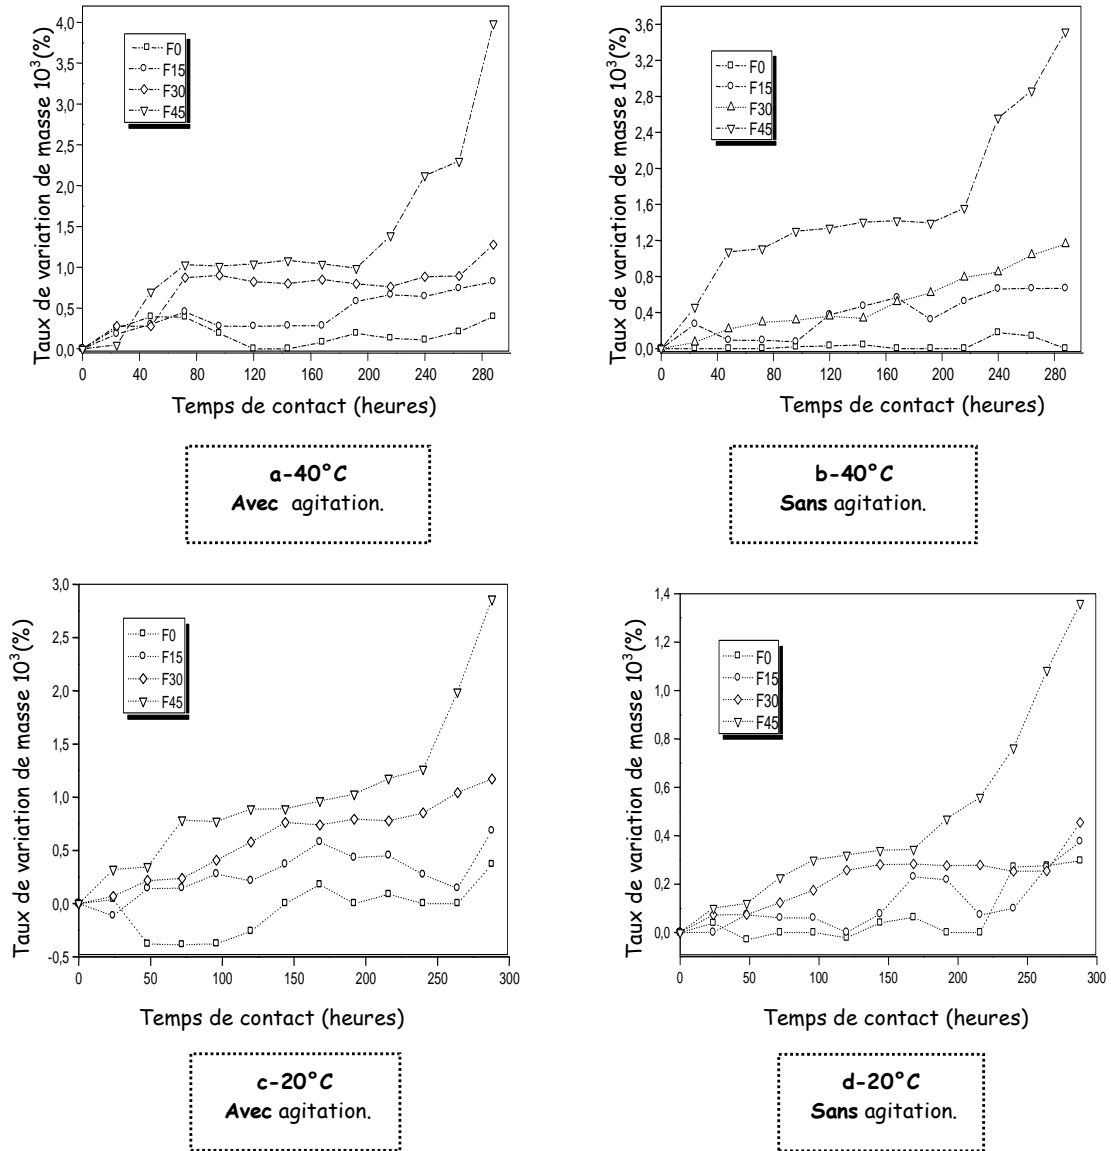 Taux de variation de masse 10³(%)
4,0
3,5
3,0
2,5
2,0
1,5
1,0
0,5
0,0
F0
F15
F30
F45
0 40 80 120 160 200 240 280
Temps de contact (heures)
a-40°C
Avec agitation.
Taux de variation de masse 10³(%)
3,6
3,2
2,8
2,4
2,0
1,6
1,2
0,8
0,4
0,0
F0
F15
F30
F45
0 40 80 120 160 200 240 280
Temps de contact (heures)
b-40°C
Sans agitation.
Taux de variation de masse 10³(%)
3,0
2,5
2,0
1,5
1,0
0,5
0,0
-0,5
F0
F15
F30
F45
0 50 100 150 200 250 300
Temps de contact (heures)
c-20°C
Avec agitation.
Taux de variation de masse 10³(%)
1,4
1,2
1,0
0,8
0,6
0,4
0,2
0,0
F0
F15
F30
F45
0 50 100 150 200 250 300
Temps de contact (heures)
d-20°C
Sans agitation.